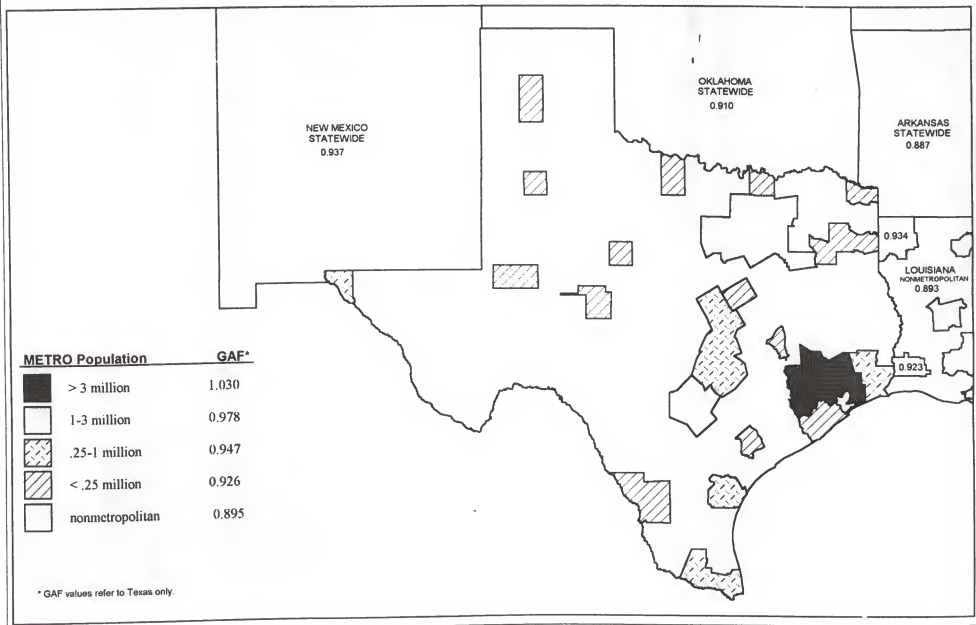 OKLAHOMA
STATEWIDE
0.910
NEW MEXICO
STATEWIDE
0.937
ARKANSAS
STATEWIDE
0.887
0.934
LOUISIANA
NONMETROPOLITAN
0.893
0.923
METRO Population GAF*
> 3 million 1.030
1-3 million 0.978
.25-1 million 0.947
< .25 million 0.926
nonmetropolitan 0.895
* GAF values refer to Texas only.